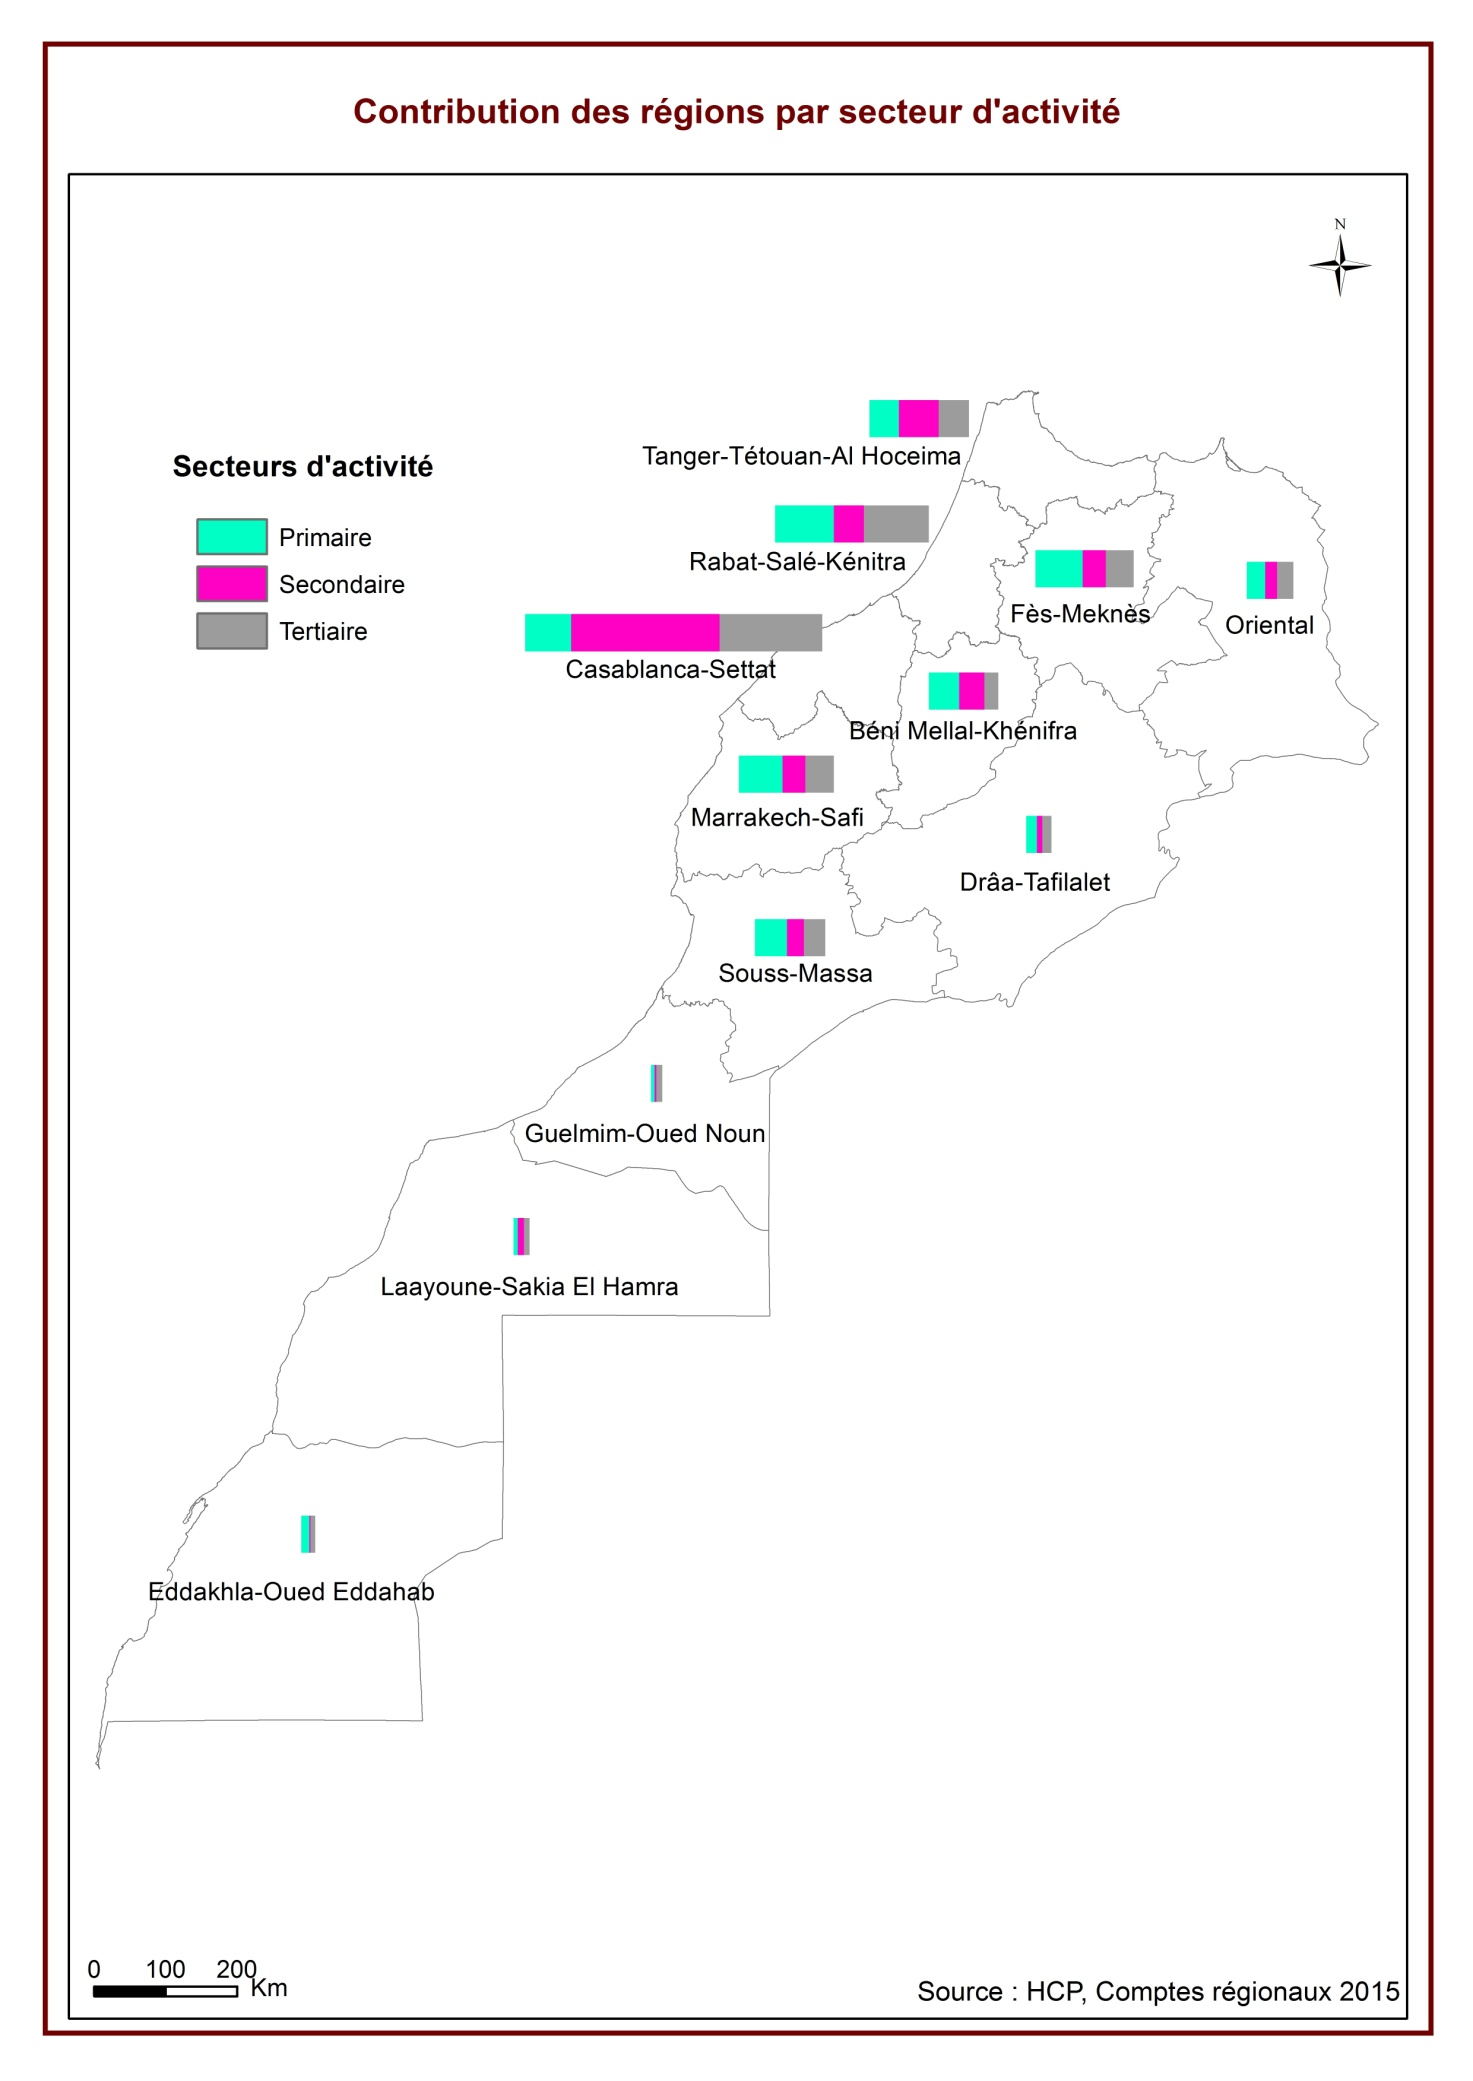 Contribution des régions par secteur d'activité
N
Tanger-Tétouan-Al Hoceima
Secteurs d'activité
Primaire
Secondaire
Tertiaire
Rabat-Salé-Kénitra
Fès-Meknès
Oriental
Casablanca-Settat
Béni Mellal-Khénifra
Marrakech-Safi
Drâa-Tafilalet
Souss-Massa
Guelmim-Oued Noun
Laayoune-Sakia El Hamra
Eddakhla-Oued Eddahab
0 100 200
Km
Source : HCP, Comptes régionaux 2015